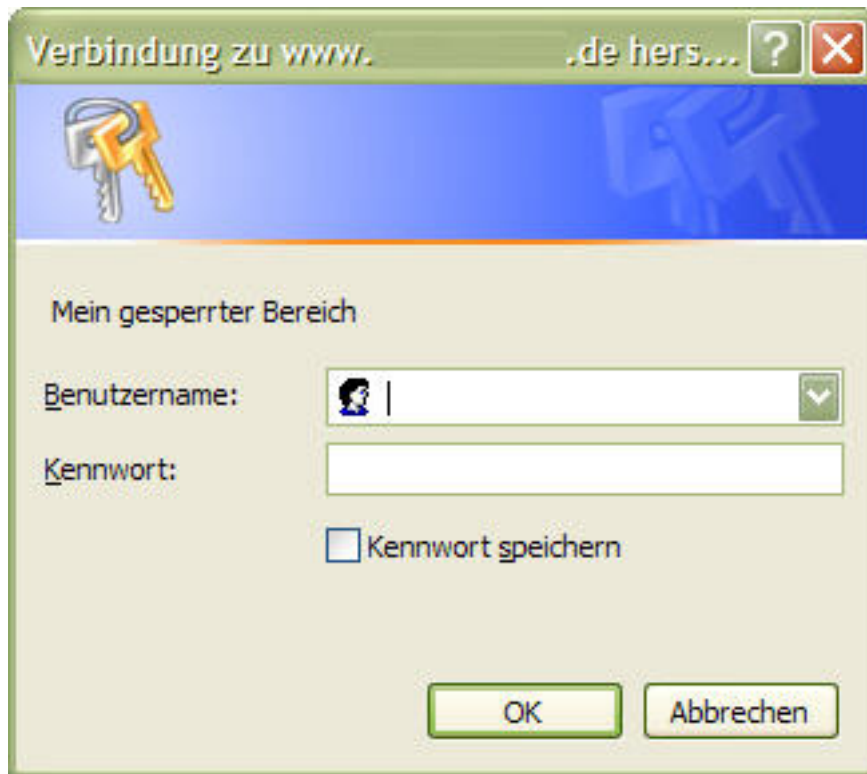 Verbindung zu www. .de hers... ?
Mein gesperrter Bereich
Benutzername:
Kennwort:
Kennwort speichern
OK Abbrechen